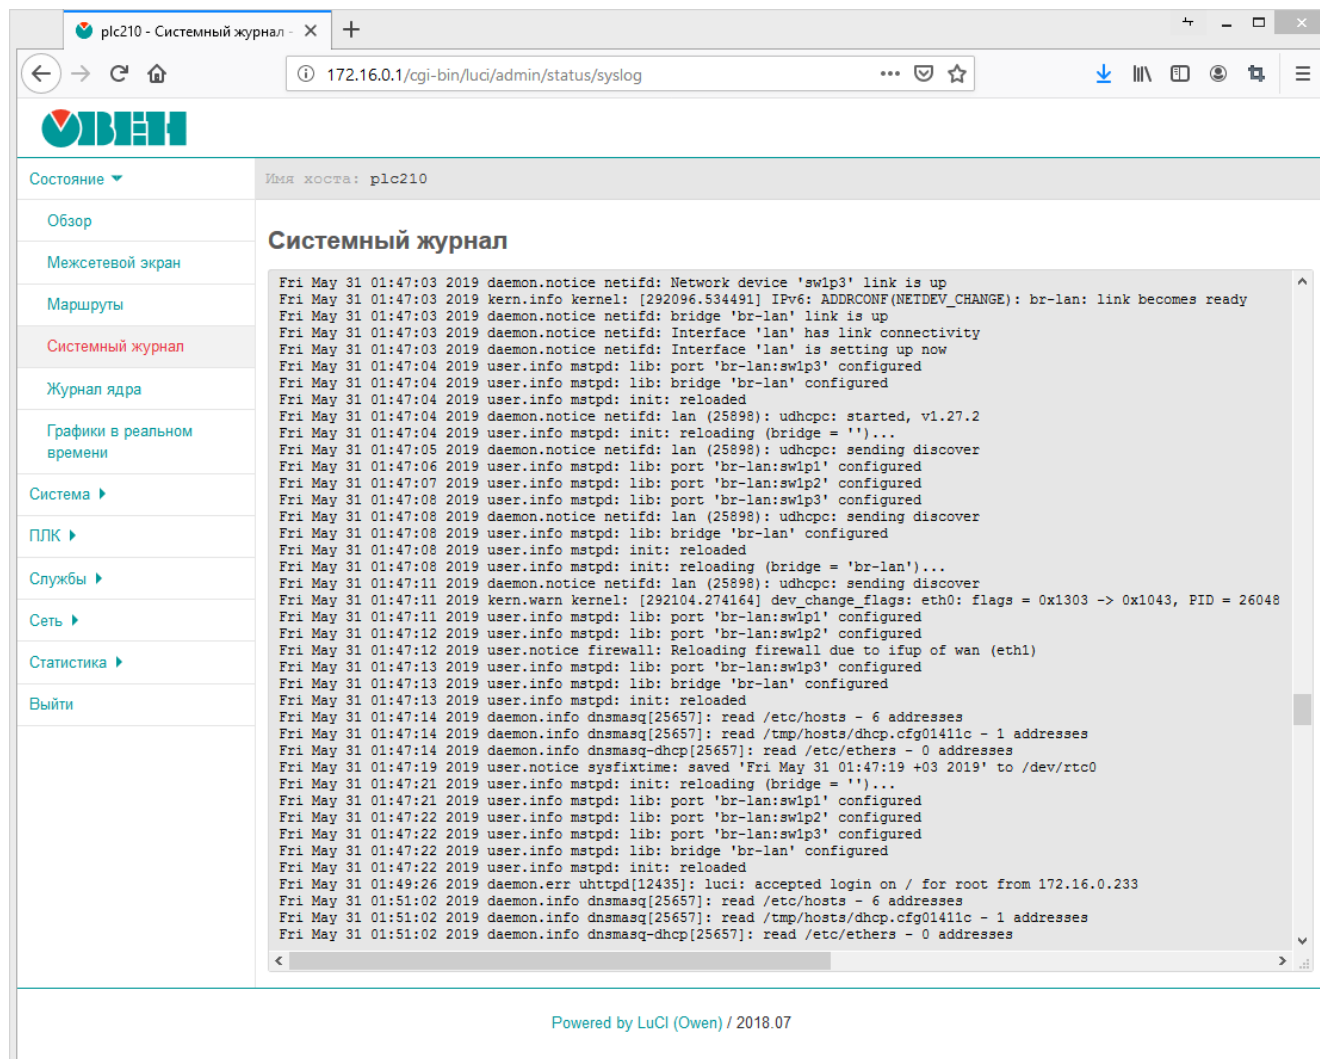 plc210 - Системный журнал -
172.16.0.1/cgi-bin/luci/admin/status/syslog
ОВЕН
Состояние
Имя хоста: plc210
Обзор
Межсетевой экран
Маршруты
Системный журнал
Журнал ядра
Графики в реальном
времени
Система
ПЛК
Службы
Сеть
Статистика
Выйти
Системный журнал
Fri May 31 01:47:03 2019 daemon.notice netifd: Network device 'sw1p3' link is up
Fri May 31 01:47:03 2019 kern.info kernel: [292096.534491] IPv6: ADDRCONF(NETDEV_CHANGE): br-lan: link becomes ready
Fri May 31 01:47:03 2019 daemon.notice netifd: bridge 'br-lan' link is up
Fri May 31 01:47:03 2019 daemon.notice netifd: Interface 'lan' has link connectivity
Fri May 31 01:47:03 2019 daemon.notice netifd: Interface 'lan' is setting up now
Fri May 31 01:47:04 2019 user.info mstpd: lib: port 'br-lan:sw1p3' configured
Fri May 31 01:47:04 2019 user.info mstpd: lib: bridge 'br-lan' configured
Fri May 31 01:47:04 2019 user.info mstpd: init: reloaded
Fri May 31 01:47:04 2019 daemon.notice netifd: lan (25898): udhcpc: started, v1.27.2
Fri May 31 01:47:04 2019 user.info mstpd: init: reloading (bridge = '')...
Fri May 31 01:47:05 2019 daemon.notice netifd: lan (25898): udhcpc: sending discover
Fri May 31 01:47:06 2019 user.info mstpd: lib: port 'br-lan:sw1p1' configured
Fri May 31 01:47:07 2019 user.info mstpd: lib: port 'br-lan:sw1p2' configured
Fri May 31 01:47:08 2019 user.info mstpd: lib: port 'br-lan:sw1p3' configured
Fri May 31 01:47:08 2019 daemon.notice netifd: lan (25898): udhcpc: sending discover
Fri May 31 01:47:08 2019 user.info mstpd: lib: bridge 'br-lan' configured
Fri May 31 01:47:08 2019 user.info mstpd: init: reloaded
Fri May 31 01:47:08 2019 user.info mstpd: init: reloading (bridge = 'br-lan')...
Fri May 31 01:47:11 2019 daemon.notice netifd: lan (25898): udhcpc: sending discover
Fri May 31 01:47:11 2019 kern.warn kernel: [292104.274164] dev_change_flags: eth0: flags = 0x1303 -> 0x1043, PID = 26048
Fri May 31 01:47:11 2019 user.info mstpd: lib: port 'br-lan:sw1p1' configured
Fri May 31 01:47:12 2019 user.info mstpd: lib: port 'br-lan:sw1p2' configured
Fri May 31 01:47:12 2019 user.notice firewall: Reloading firewall due to ifup of wan (eth1)
Fri May 31 01:47:13 2019 user.info mstpd: lib: port 'br-lan:sw1p3' configured
Fri May 31 01:47:13 2019 user.info mstpd: lib: bridge 'br-lan' configured
Fri May 31 01:47:13 2019 user.info mstpd: init: reloaded
Fri May 31 01:47:14 2019 daemon.info dnsmasq[25657]: read /etc/hosts - 6 addresses
Fri May 31 01:47:14 2019 daemon.info dnsmasq[25657]: read /tmp/hosts/dhcp.cfg01411c - 1 addresses
Fri May 31 01:47:14 2019 daemon.info dnsmasq-dhcp[25657]: read /etc/ethers - 0 addresses
Fri May 31 01:47:19 2019 user.notice sysfixtime: saved 'Fri May 31 01:47:19 +03 2019' to /dev/rtc0
Fri May 31 01:47:21 2019 user.info mstpd: init: reloading (bridge = '')...
Fri May 31 01:47:21 2019 user.info mstpd: lib: port 'br-lan:sw1p1' configured
Fri May 31 01:47:22 2019 user.info mstpd: lib: port 'br-lan:sw1p2' configured
Fri May 31 01:47:22 2019 user.info mstpd: lib: port 'br-lan:sw1p3' configured
Fri May 31 01:47:22 2019 user.info mstpd: lib: bridge 'br-lan' configured
Fri May 31 01:47:22 2019 user.info mstpd: init: reloaded
Fri May 31 01:49:26 2019 daemon.err uhttpd[12435]: luci: accepted login on / for root from 172.16.0.233
Fri May 31 01:51:02 2019 daemon.info dnsmasq[25657]: read /etc/hosts - 6 addresses
Fri May 31 01:51:02 2019 daemon.info dnsmasq[25657]: read /tmp/hosts/dhcp.cfg01411c - 1 addresses
Fri May 31 01:51:02 2019 daemon.info dnsmasq-dhcp[25657]: read /etc/ethers - 0 addresses
Powered by LuCI (Owen) / 2018.07